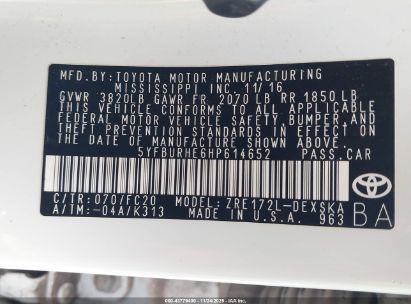 MFD.BY:TOYOTA MOTOR MANUFACTURING
MISSISSIPPI INC. 11/16
GVWR 3820LB GAWR FR 2070 LB RR 1850 LB
THIS VEHICLE CONFORMS TO ALL APPLICABLE
FEDERAL MOTOR VEHICLE SAFETY, BUMPER, AND
THEFT PREVENTION STANDARDS IN EFFECT ON
THE DATE OF MANUFACTURE SHOWN ABOVE.
5YFBURHE6HP614652 PASS.CAR
C/TR: 070/FC20 MODEL: ZRE172L-DEXSKA
A/TM: -04A/K313 MADE IN U.S.A. 963
TOYOTA
BA